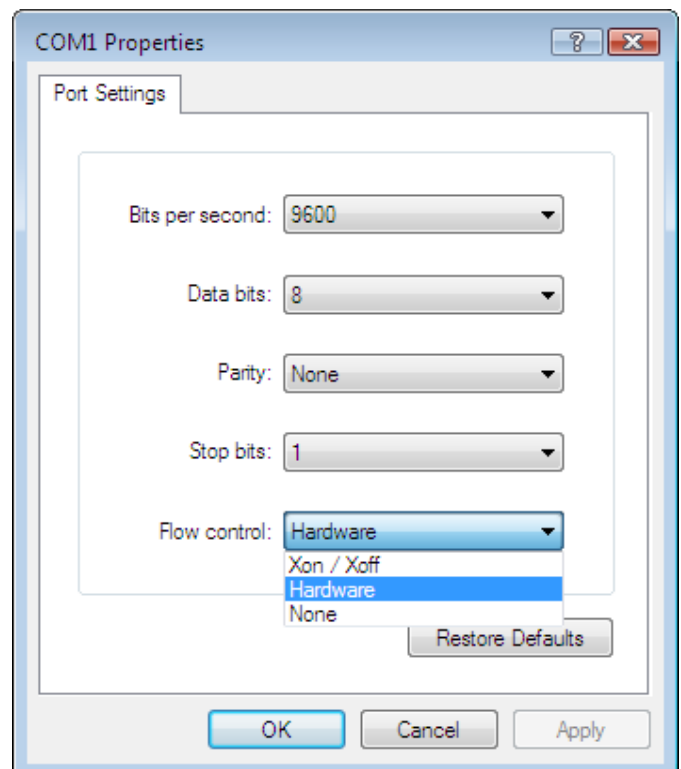 COM1 Properties
?
Port Settings
Bits per second: 9600
Data bits: 8
Parity: None
Stop bits: 1
Flow control: Hardware
Xon / Xoff
Hardware
None
Restore Defaults
OK Cancel Apply